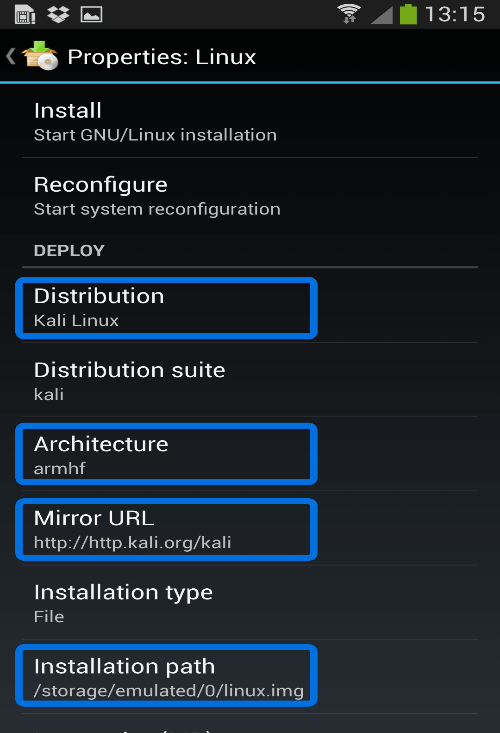 13:15
Properties: Linux
Install
Start GNU/Linux installation
Reconfigure
Start system reconfiguration
DEPLOY
Distribution
Kali Linux
Distribution suite
kali
Architecture
armhf
Mirror URL
http://http.kali.org/kali
Installation type
File
Installation path
/storage/emulated/0/linux.img